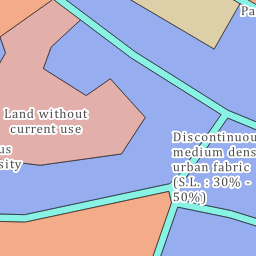 Pa
Land without
current use
us
sity
Discontinuou
medium dens
urban fabric
(S.L. : 30% -
50%)